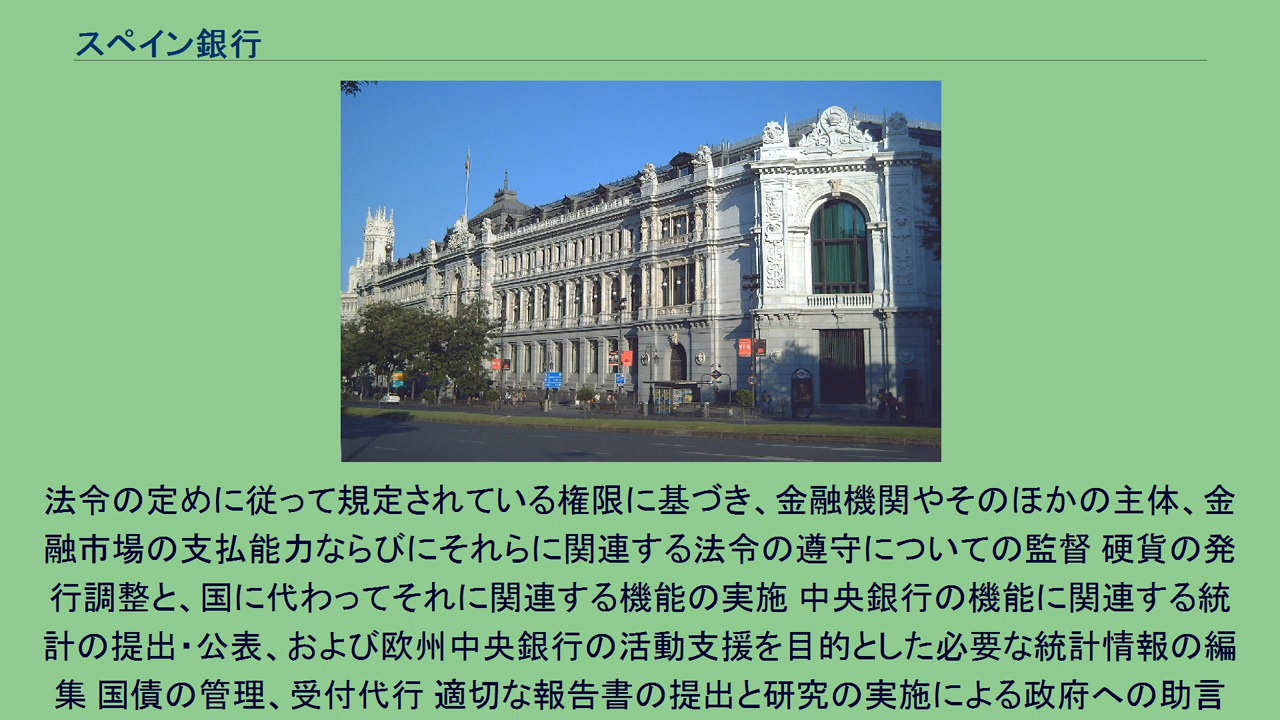 スペイン銀行
法令の定めに従って規定されている権限に基づき、金融機関やそのほかの主体、金
融市場の支払能力ならびにそれらに関連する法令の遵守についての監督 硬貨の発
行調整と、国に代わってそれに関連する機能の実施 中央銀行の機能に関連する統
計の提出・公表、および欧州中央銀行の活動支援を目的とした必要な統計情報の編
集 国債の管理、受付代行 適切な報告書の提出と研究の実施による政府への助言